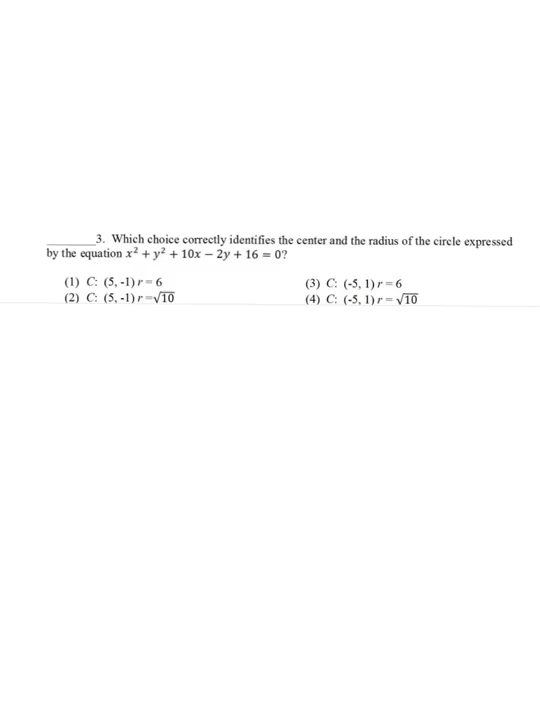 ________3. Which choice correctly identifies the center and the radius of the circle expressed
by the equation x² + y² + 10x − 2y + 16 = 0?
(1) C: (5, -1) r = 6
(2) C: (5, -1) r =√10
(3) C: (-5, 1) r = 6
(4) C: (-5, 1) r = √10